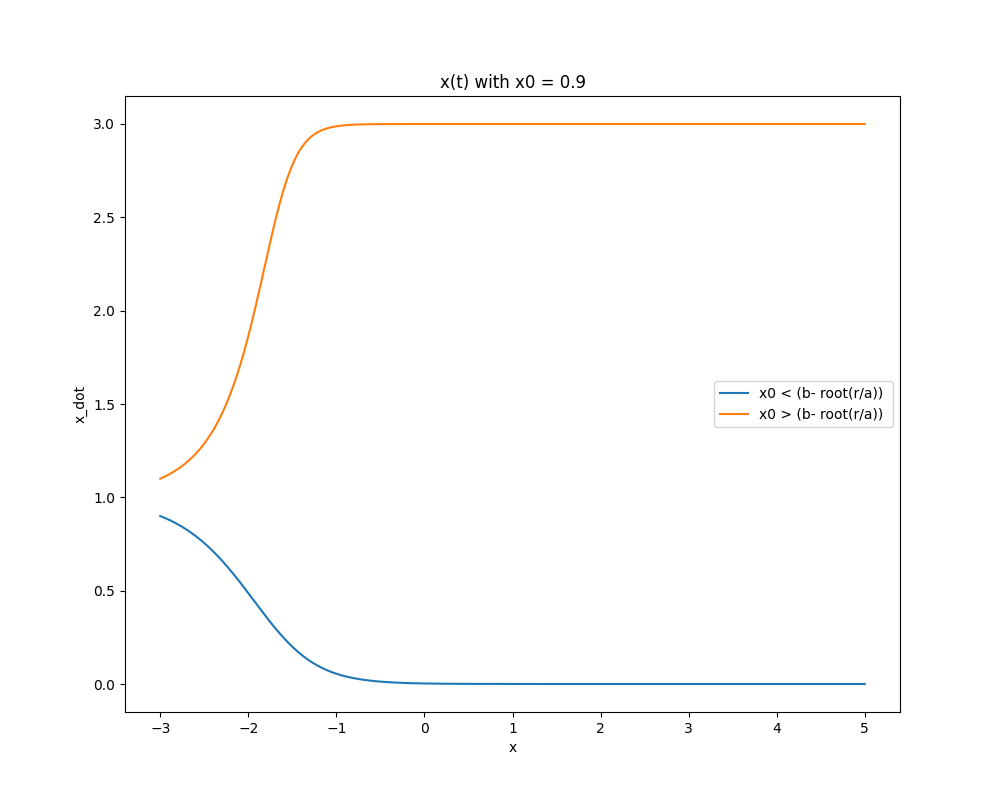 x(t) with x0 = 0.9
3.0
2.5
2.0
1.5
1.0
0.5
0.0
x_dot
x0 < (b- root(r/a))
x0 > (b- root(r/a))
−3 −2 −1 0 1 2 3 4 5
x